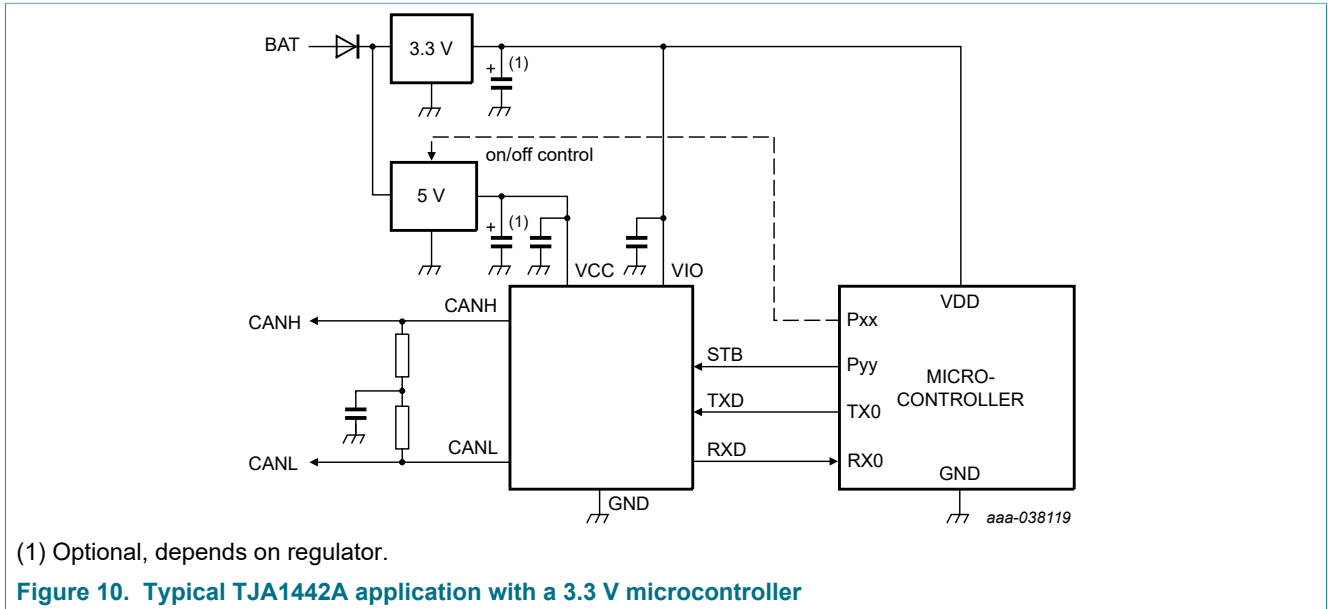 BAT
3.3 V
+ (1)
on/off control
5 V
+ (1)
VCC
VIO
CANH
CANH
VDD
Pxx
STB
Pyy
MICRO-
CONTROLLER
TXD
TX0
CANL
CANL
RXD
RX0
GND
GND
aaa-038119
(1) Optional, depends on regulator.
Figure 10. Typical TJA1442A application with a 3.3 V microcontroller